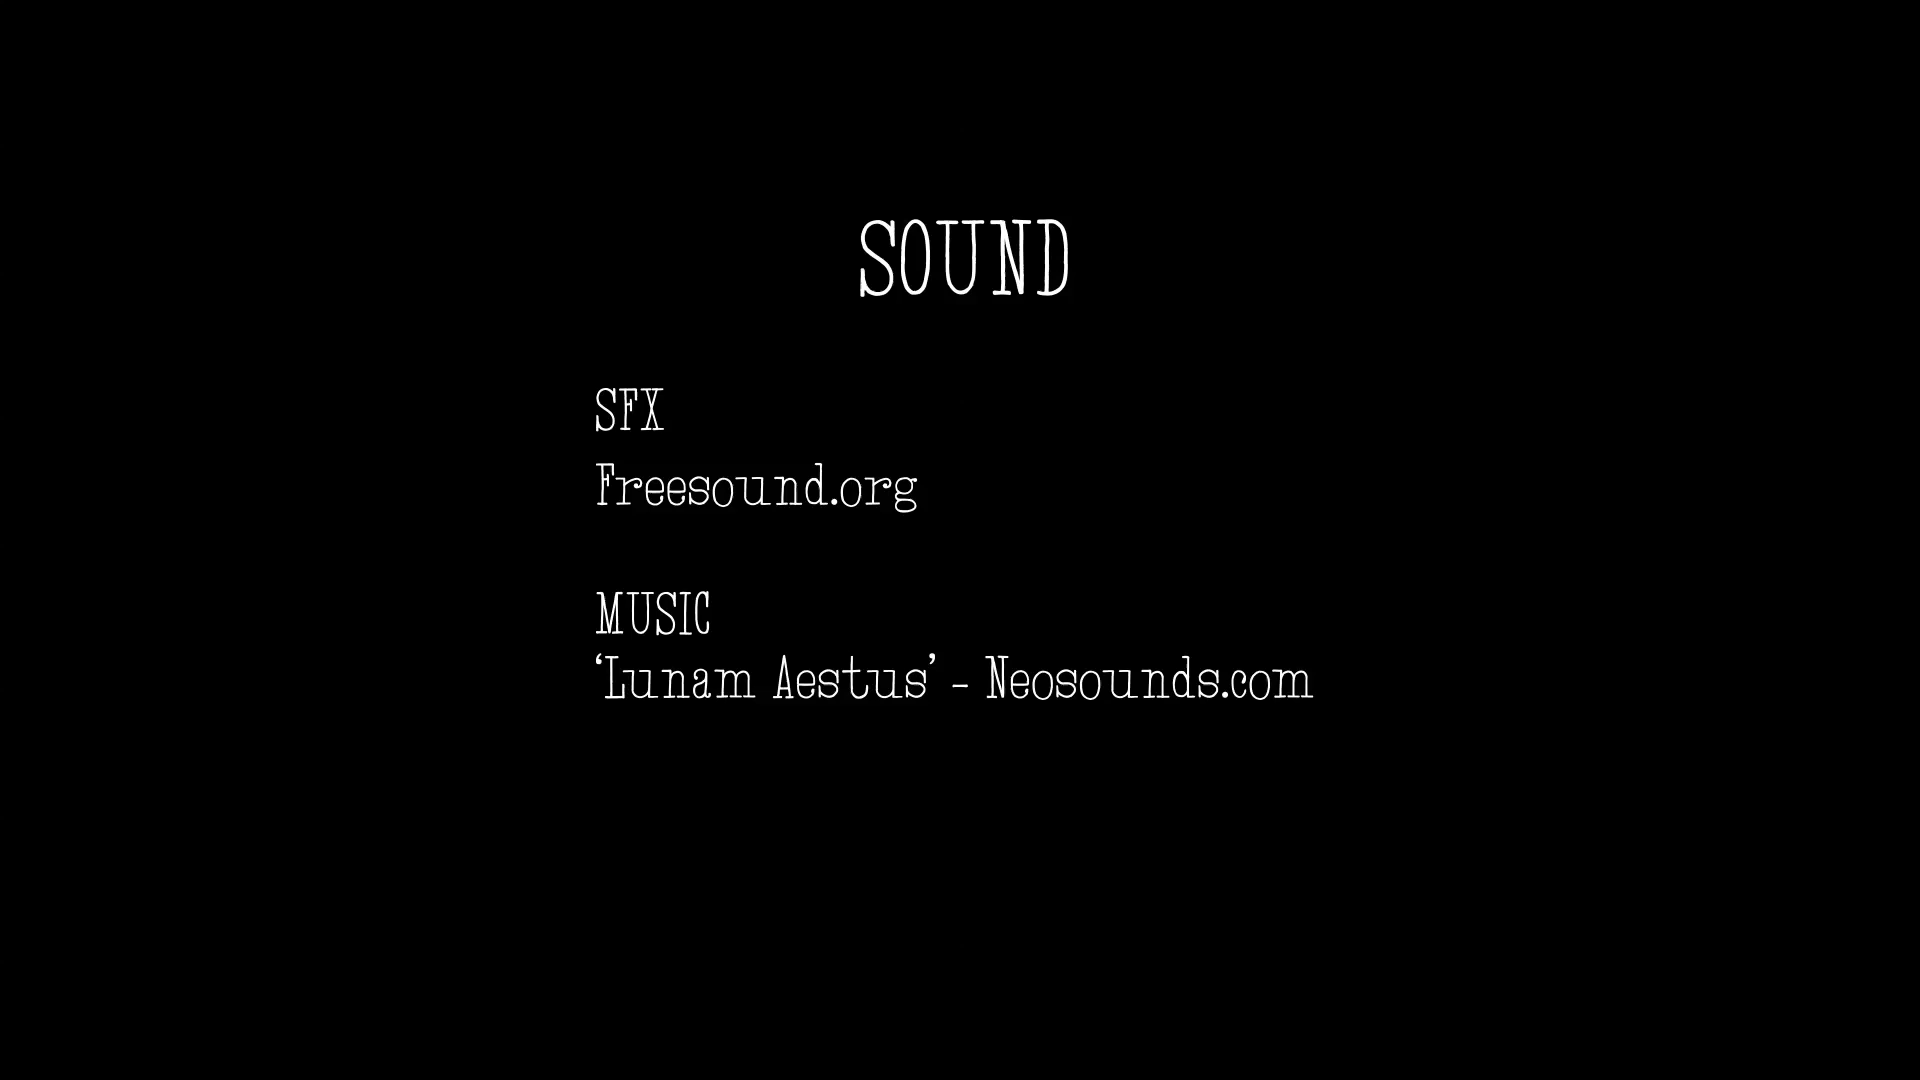 SOUND
SFX
Freesound.org
MUSIC
‘Lunam Aestus’ - Neosounds.com